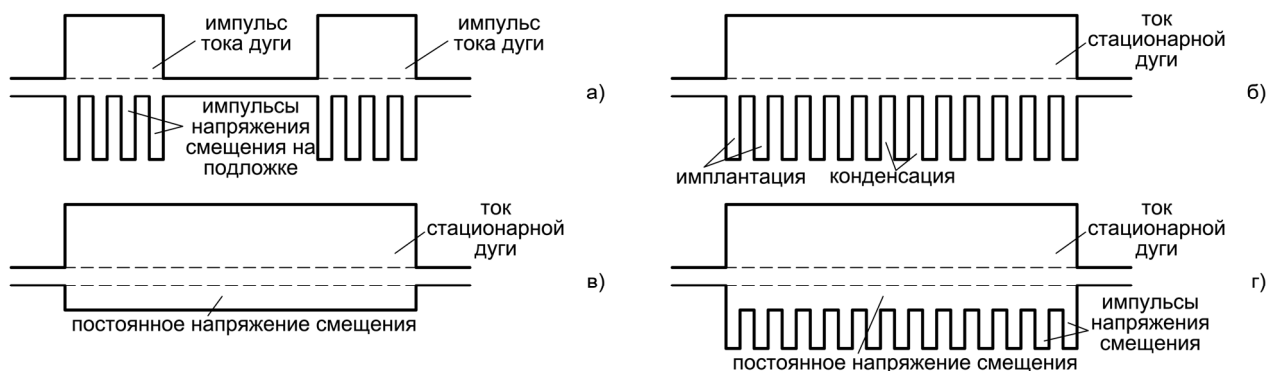 импульс
тока дуги
импульс
тока дуги
импульсы
напряжения
смещения на
подложке
а)
ток
стационарной
дуги
имплантация
конденсация
б)
ток
стационарной
дуги
постоянное напряжение смещения
в)
ток
стационарной
дуги
импульсы
напряжения
смещения
постоянное напряжение смещения
г)